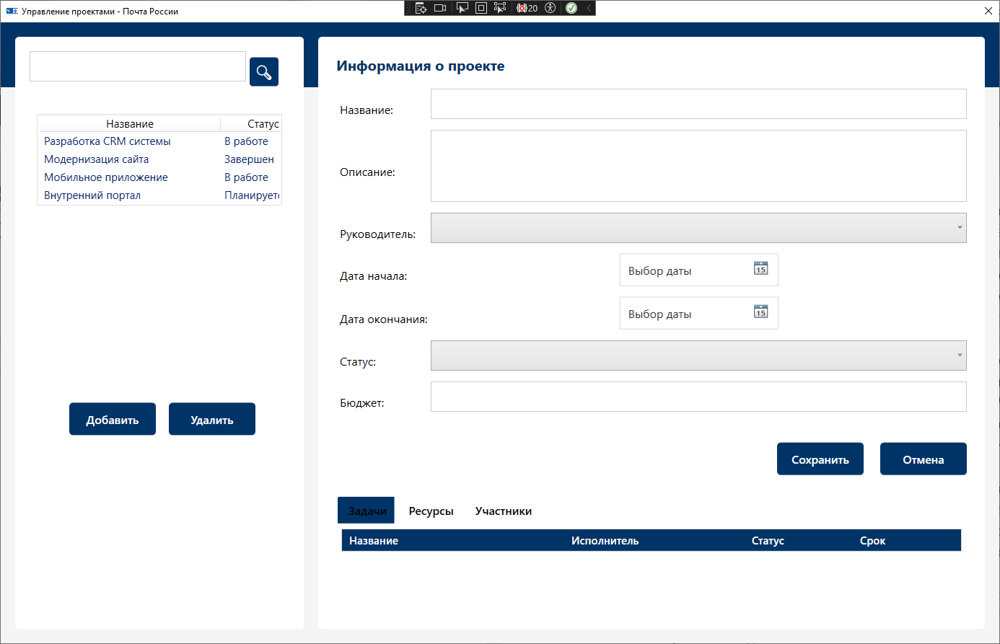 Управление проектами - Почта России
20
Название Статус
Разработка CRM системы В работе
Модернизация сайта Завершен
Мобильное приложение В работе
Внутренний портал Планирует
Добавить Удалить
Информация о проекте
Название:
Описание:
Руководитель:
Дата начала: Выбор даты 15
Дата окончания: Выбор даты 15
Статус:
Бюджет:
Сохранить Отмена
Задачи Ресурсы Участники
Название Исполнитель Статус Срок